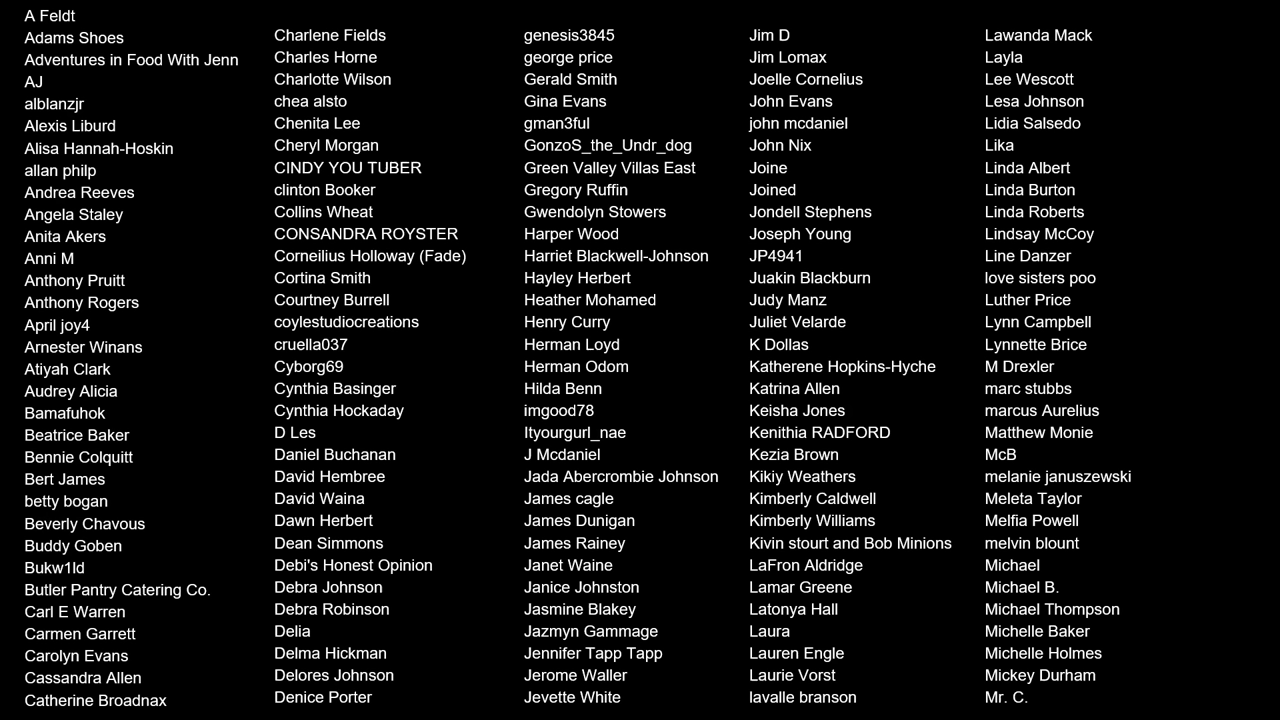 A Feldt
Adams Shoes
Adventures in Food With Jenn
AJ
alblanzjr
Alexis Liburd
Alisa Hannah-Hoskin
allan philp
Andrea Reeves
Angela Staley
Anita Akers
Anni M
Anthony Pruitt
Anthony Rogers
April joy4
Arnester Winans
Atiyah Clark
Audrey Alicia
Bamafuhok
Beatrice Baker
Bennie Colquitt
Bert James
betty bogan
Beverly Chavous
Buddy Goben
Bukw1ld
Butler Pantry Catering Co.
Carl E Warren
Carmen Garrett
Carolyn Evans
Cassandra Allen
Catherine Broadnax
Charlene Fields
Charles Horne
Charlotte Wilson
chea alsto
Chenita Lee
Cheryl Morgan
CINDY YOU TUBER
clinton Booker
Collins Wheat
CONSANDRA ROYSTER
Corneilius Holloway (Fade)
Cortina Smith
Courtney Burrell
coylestudiocreations
cruella037
Cyborg69
Cynthia Basinger
Cynthia Hockaday
D Les
Daniel Buchanan
David Hembree
David Waina
Dawn Herbert
Dean Simmons
Debi's Honest Opinion
Debra Johnson
Debra Robinson
Delia
Delma Hickman
Delores Johnson
Denice Porter
genesis3845
george price
Gerald Smith
Gina Evans
gman3ful
GonzoS_the_Undr_dog
Green Valley Villas East
Gregory Ruffin
Gwendolyn Stowers
Harper Wood
Harriet Blackwell-Johnson
Hayley Herbert
Heather Mohamed
Henry Curry
Herman Loyd
Herman Odom
Hilda Benn
imgood78
Ityourgurl_nae
J Mcdaniel
Jada Abercrombie Johnson
James cagle
James Dunigan
James Rainey
Janet Waine
Janice Johnston
Jasmine Blakey
Jazmyn Gammage
Jennifer Tapp Tapp
Jerome Waller
Jevette White
Jim D
Jim Lomax
Joelle Cornelius
John Evans
john mcdaniel
John Nix
Joine
Joined
Jondell Stephens
Joseph Young
JP4941
Juakin Blackburn
Judy Manz
Juliet Velarde
K Dollas
Katherene Hopkins-Hyche
Katrina Allen
Keisha Jones
Kenithia RADFORD
Kezia Brown
Kikiy Weathers
Kimberly Caldwell
Kimberly Williams
Kivin stourt and Bob Minions
LaFron Aldridge
Lamar Greene
Latonya Hall
Laura
Lauren Engle
Laurie Vorst
lavalle branson
Lawanda Mack
Layla
Lee Wescott
Lesa Johnson
Lidia Salsedo
Lika
Linda Albert
Linda Burton
Linda Roberts
Lindsay McCoy
Line Danzer
love sisters poo
Luther Price
Lynn Campbell
Lynnette Brice
M Drexler
marc stubbs
marcus Aurelius
Matthew Monie
McB
melanie januszewski
Meleta Taylor
Melfia Powell
melvin blount
Michael
Michael B.
Michael Thompson
Michelle Baker
Michelle Holmes
Mickey Durham
Mr. C.